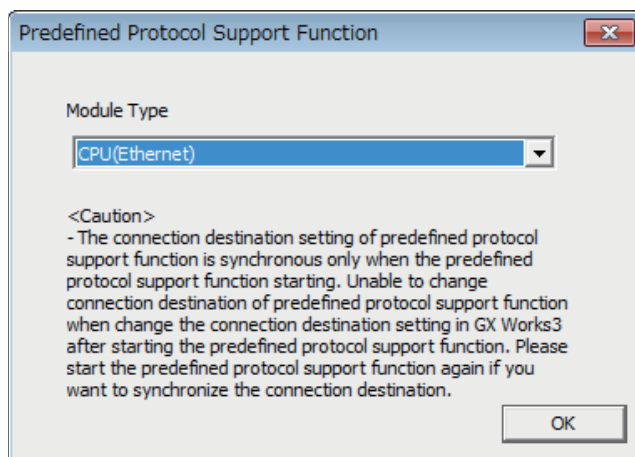 Predefined Protocol Support Function
Module Type
CPU(Ethernet)
<Caution>
- The connection destination setting of predefined protocol
support function is synchronous only when the predefined
protocol support function starting. Unable to change
connection destination of predefined protocol support function
when change the connection destination setting in GX Works3
after starting the predefined protocol support function. Please
start the predefined protocol support function again if you
want to synchronize the connection destination.
OK